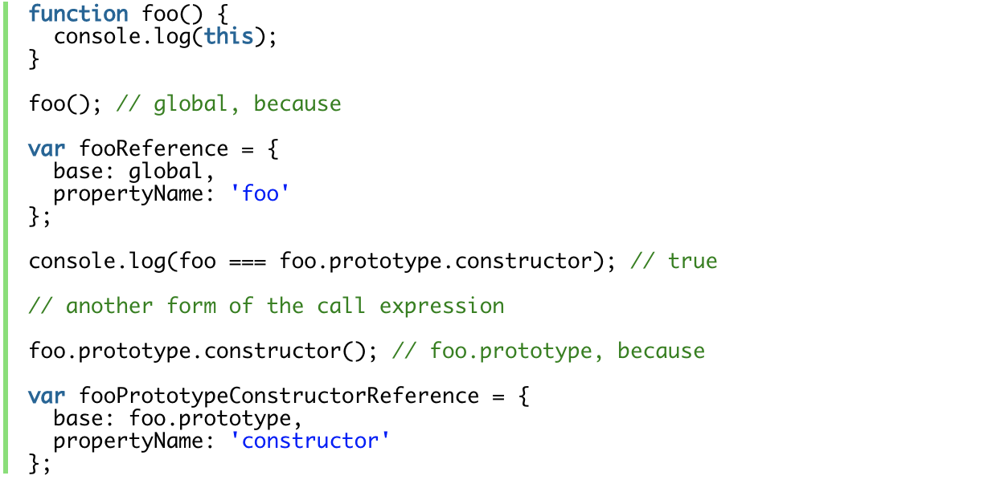 function foo() {
  console.log(this);
}
foo(); // global, because
var fooReference = {
  base: global,
  propertyName: 'foo'
};
console.log(foo === foo.prototype.constructor); // true
// another form of the call expression
foo.prototype.constructor(); // foo.prototype, because
var fooPrototypeConstructorReference = {
  base: foo.prototype,
  propertyName: 'constructor'
};